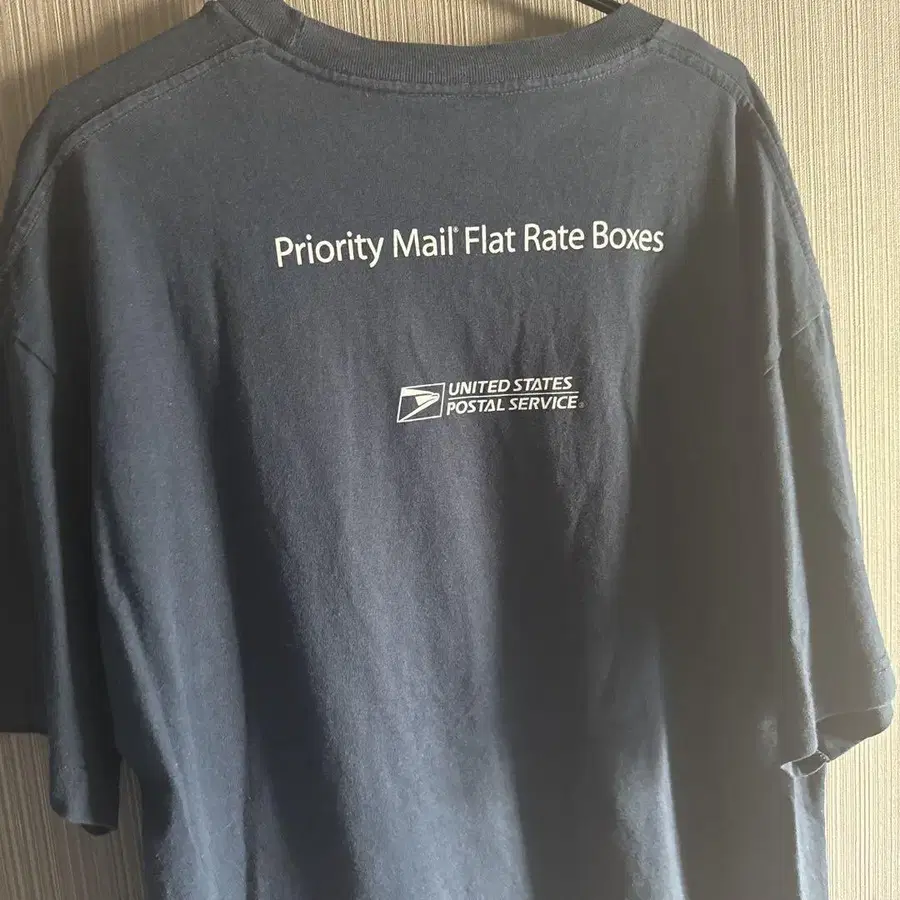 Priority Mail® Flat Rate Boxes
UNITED STATES
POSTAL SERVICE®